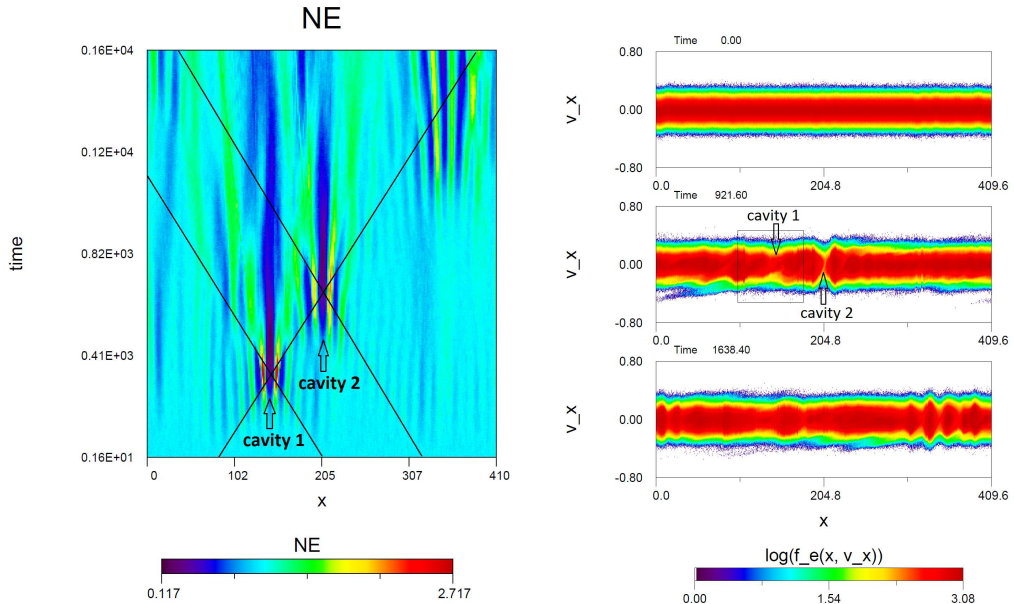 NE
0.16E+04
0.12E+04
0.82E+03
0.41E+03
0.16E+01
time
cavity 2
cavity 1
0 102 205 307 410
x
NE
0.117 2.717
Time 0.00
0.80
0.00
-0.80
v_x
0.0 204.8 409.6
Time 921.60
0.80
0.00
-0.80
v_x
cavity 1
cavity 2
0.0 204.8 409.6
Time 1638.40
0.80
0.00
-0.80
v_x
0.0 204.8 409.6
x
log(f_e(x, v_x))
0.00 1.54 3.08